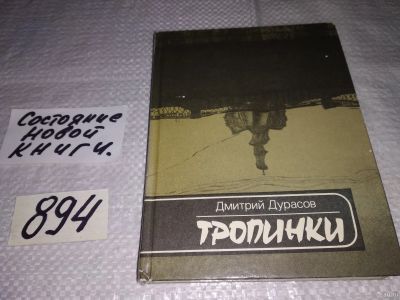 Состояние
новой
книги.
894
Дмитрий Дурасов
ТРОПИНКИ